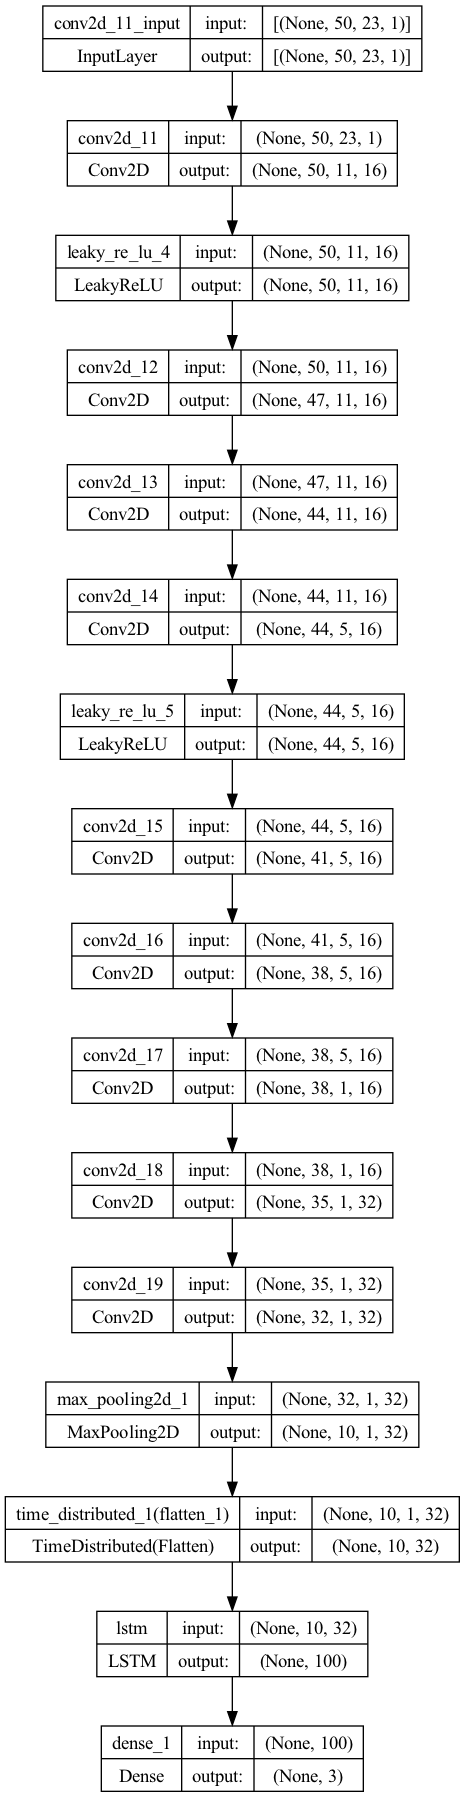 conv2d_11_input input: [(None, 50, 23, 1)]
InputLayer output: [(None, 50, 23, 1)]
conv2d_11 input: (None, 50, 23, 1)
Conv2D output: (None, 50, 11, 16)
leaky_re_lu_4 input: (None, 50, 11, 16)
LeakyReLU output: (None, 50, 11, 16)
conv2d_12 input: (None, 50, 11, 16)
Conv2D output: (None, 47, 11, 16)
conv2d_13 input: (None, 47, 11, 16)
Conv2D output: (None, 44, 11, 16)
conv2d_14 input: (None, 44, 11, 16)
Conv2D output: (None, 44, 5, 16)
leaky_re_lu_5 input: (None, 44, 5, 16)
LeakyReLU output: (None, 44, 5, 16)
conv2d_15 input: (None, 44, 5, 16)
Conv2D output: (None, 41, 5, 16)
conv2d_16 input: (None, 41, 5, 16)
Conv2D output: (None, 38, 5, 16)
conv2d_17 input: (None, 38, 5, 16)
Conv2D output: (None, 38, 1, 16)
conv2d_18 input: (None, 38, 1, 16)
Conv2D output: (None, 35, 1, 32)
conv2d_19 input: (None, 35, 1, 32)
Conv2D output: (None, 32, 1, 32)
max_pooling2d_1 input: (None, 32, 1, 32)
MaxPooling2D output: (None, 10, 1, 32)
time_distributed_1(flatten_1) input: (None, 10, 1, 32)
TimeDistributed(Flatten) output: (None, 10, 32)
lstm input: (None, 10, 32)
LSTM output: (None, 100)
dense_1 input: (None, 100)
Dense output: (None, 3)